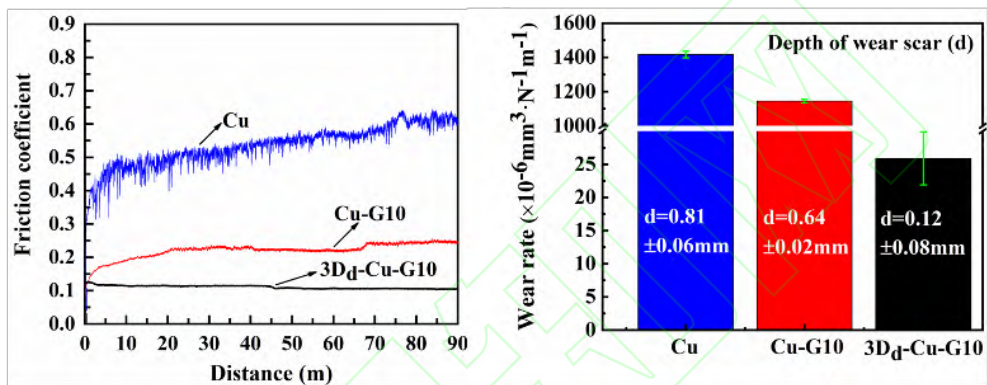 0.9
0.8
0.7
0.6
0.5
0.4
0.3
0.2
0.1
0.0
Friction coefficient
Cu
Cu-G10
3Dd-Cu-G10
0 10 20 30 40 50 60 70 80 90
Distance (m)
1600
1400
1200
1000
25
20
15
10
5
0
Wear rate (×10-6mm3·N-1m-1)
Depth of wear scar (d)
d=0.81
±0.06mm
d=0.64
±0.02mm
d=0.12
±0.08mm
Cu Cu-G10 3Dd-Cu-G10